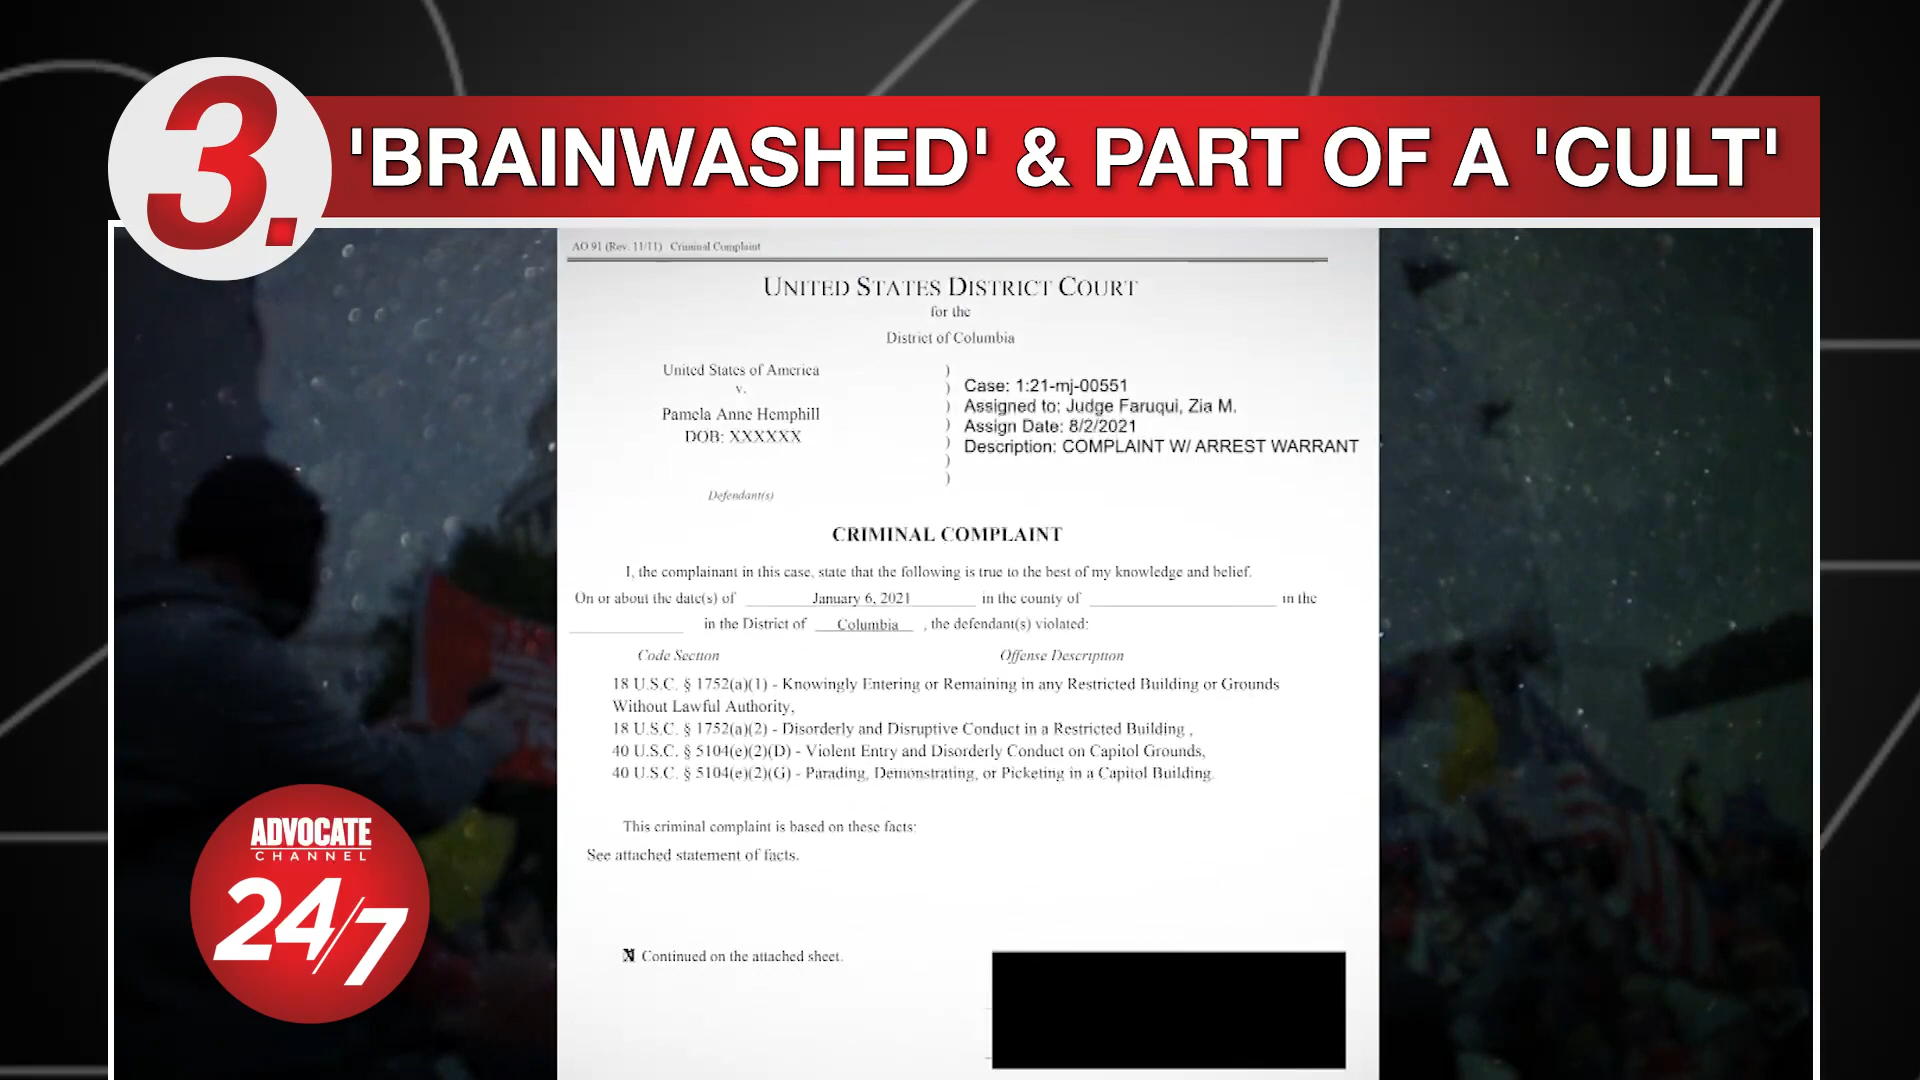 3.
'BRAINWASHED' & PART OF A 'CULT'
AO 91 (Rev. 11/11) Criminal Complaint
UNITED STATES DISTRICT COURT
for the
District of Columbia
United States of America
v.
Pamela Anne Hemphill
DOB: XXXXXX
Defendant(s)
)
)
)
)
)
)
Case: 1:21-mj-00551
Assigned to: Judge Faruqui, Zia M.
Assign Date: 8/2/2021
Description: COMPLAINT W/ ARREST WARRANT
CRIMINAL COMPLAINT
I, the complainant in this case, state that the following is true to the best of my knowledge and belief.
On or about the date(s) of January 6, 2021 in the county of in the
in the District of Columbia , the defendant(s) violated:
Code Section Offense Description
18 U.S.C. § 1752(a)(1) - Knowingly Entering or Remaining in any Restricted Building or Grounds
Without Lawful Authority,
18 U.S.C. § 1752(a)(2) - Disorderly and Disruptive Conduct in a Restricted Building ,
40 U.S.C. § 5104(e)(2)(D) - Violent Entry and Disorderly Conduct on Capitol Grounds,
40 U.S.C. § 5104(e)(2)(G) - Parading, Demonstrating, or Picketing in a Capitol Building.
This criminal complaint is based on these facts:
See attached statement of facts.
Continued on the attached sheet.
ADVOCATE
CHANNEL
24/7